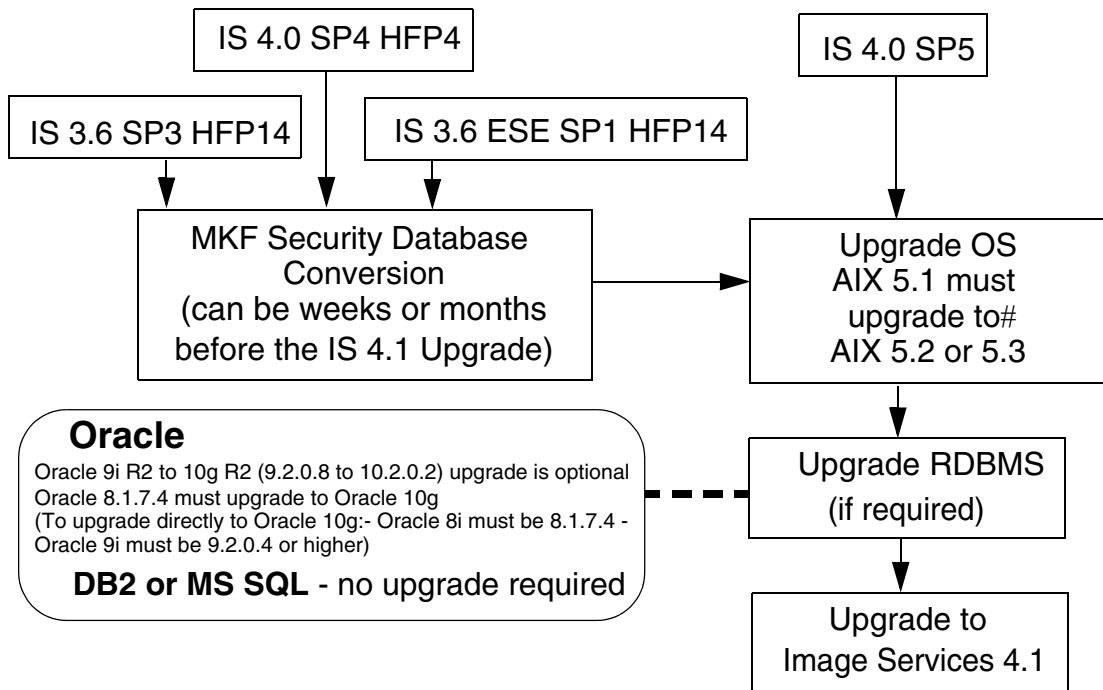 IS 4.0 SP4 HFP4
IS 4.0 SP5
IS 3.6 SP3 HFP14
IS 3.6 ESE SP1 HFP14
MKF Security Database
Conversion
(can be weeks or months
before the IS 4.1 Upgrade)
Upgrade OS
AIX 5.1 must
upgrade to#
AIX 5.2 or 5.3
Oracle
Oracle 9i R2 to 10g R2 (9.2.0.8 to 10.2.0.2) upgrade is optional
Oracle 8.1.7.4 must upgrade to Oracle 10g
(To upgrade directly to Oracle 10g:- Oracle 8i must be 8.1.7.4 -
Oracle 9i must be 9.2.0.4 or higher)
DB2 or MS SQL - no upgrade required
Upgrade RDBMS
(if required)
Upgrade to
Image Services 4.1